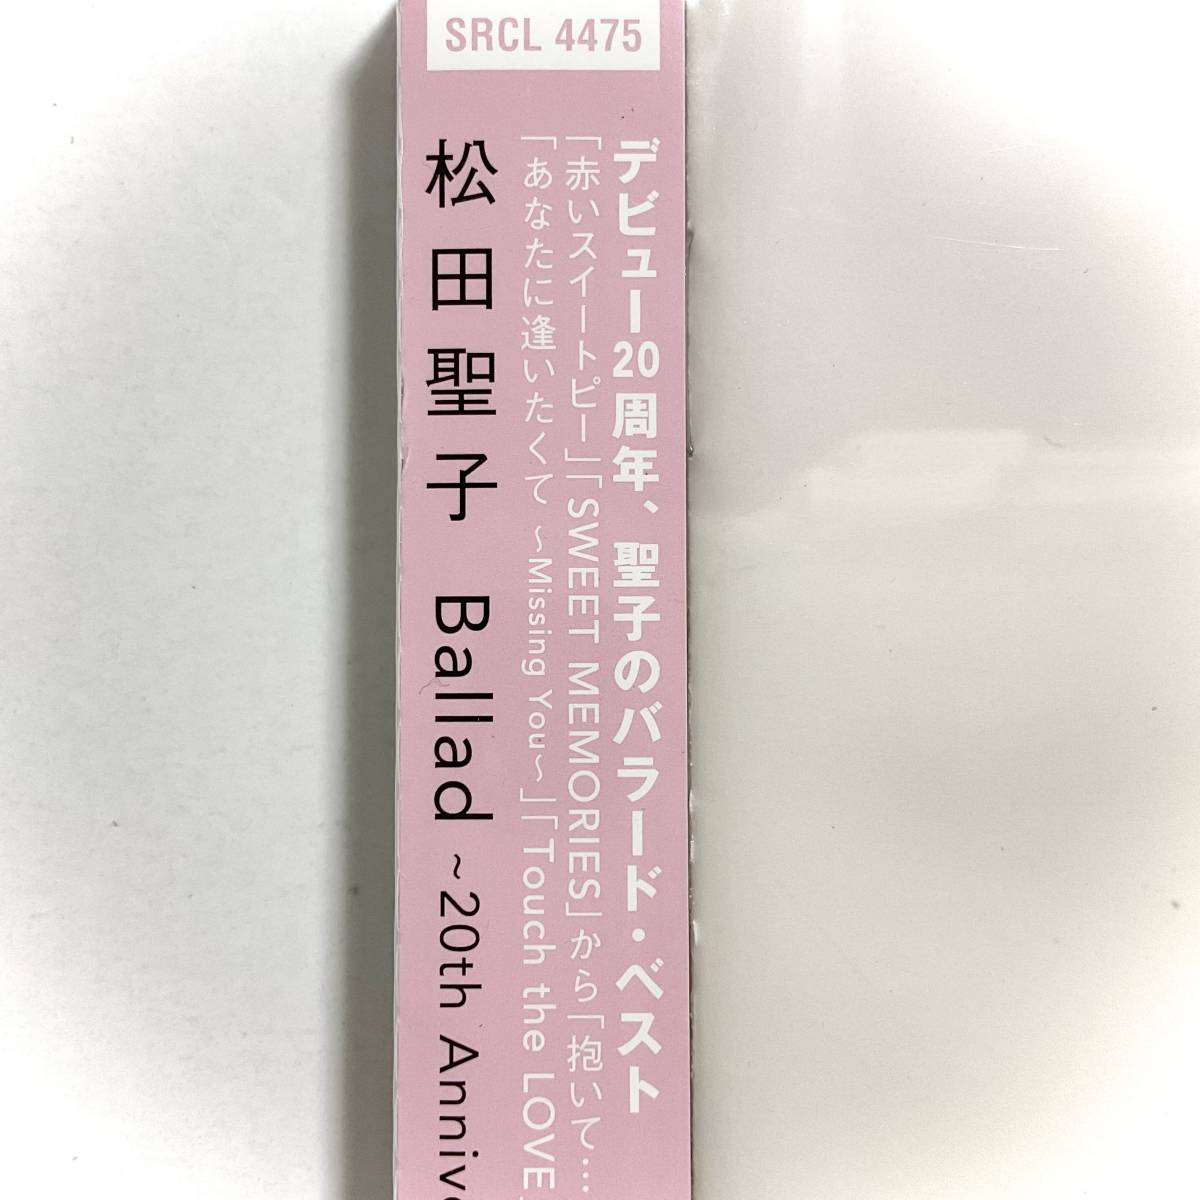 SRCL 4475
デビュー20周年、聖子のバラード・ベスト
「赤いスイートピー」「SWEET MEMORIES」から「抱いて…
「あなたに逢いたくて ～Missing You～」「Touch the LOVE
松田聖子 Ballad ～20th